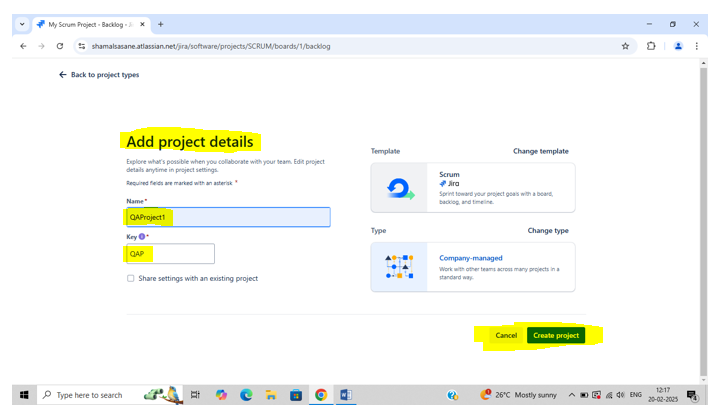 My Scrum Project - Backlog - Ji
shamalsasane.atlassian.net/jira/software/projects/SCRUM/boards/1/backlog
Back to project types
Add project details
Explore what's possible when you collaborate with your team. Edit project
details anytime in project settings.
Required fields are marked with an asterisk *
Name*
QAProject1
Key *
QAP
Share settings with an existing project
Template
Change template
Scrum
Jira
Sprint toward your project goals with a board,
backlog, and timeline.
Type
Change type
Company-managed
Work with other teams across many projects in a
standard way.
Cancel
Create project
Type here to search
26°C Mostly sunny
ENG
12:17
20-02-2025